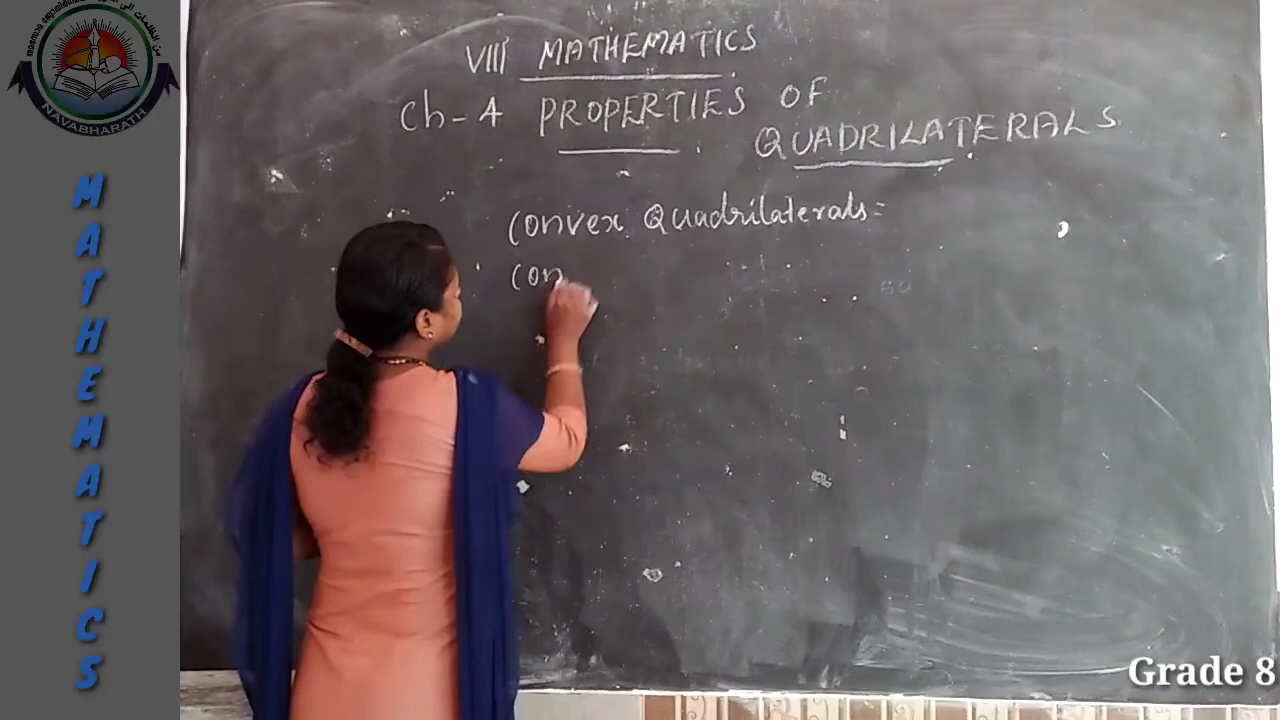 VIII MATHEMATICS
Ch-4 PROPERTIES OF
QUADRILATERALS
Convex Quadrilaterals:
Con
MATHEMATICS
NAVABHARATH
Grade 8